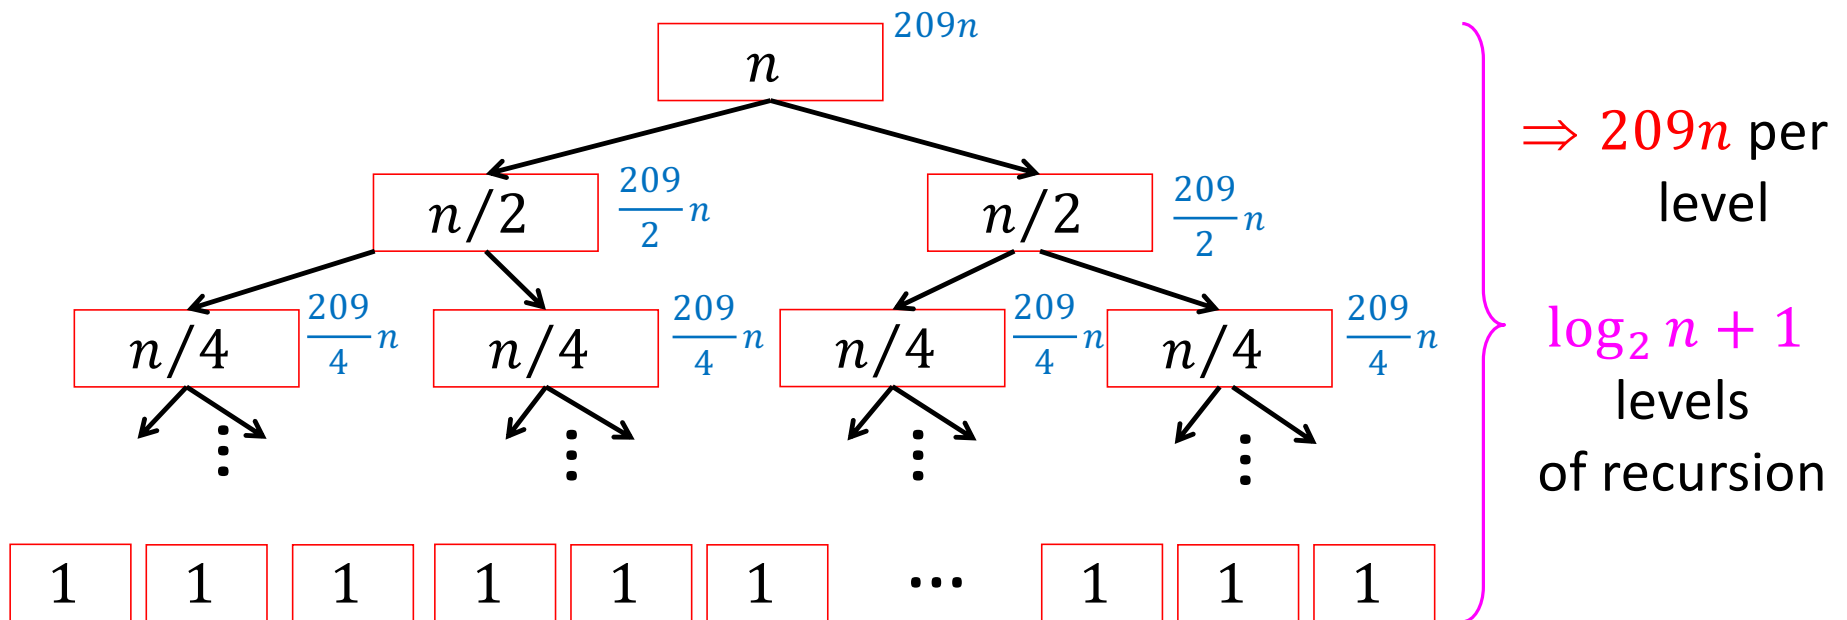 n
209n
⇒ 209n per
level
n/2
209/2 n
n/2
209/2 n
n/4
209/4 n
n/4
209/4 n
n/4
209/4 n
n/4
209/4 n
log₂ n + 1
levels
of recursion
1 1 1 1 1 1 ⋯ 1 1 1